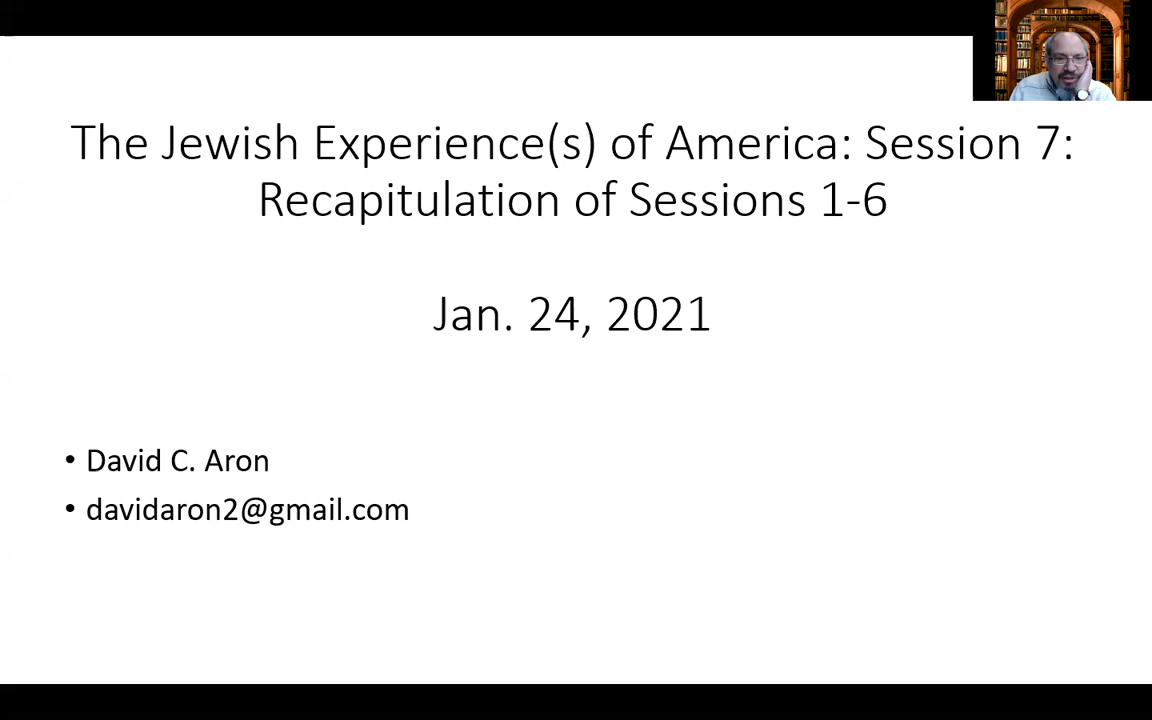 The Jewish Experience(s) of America: Session 7:
Recapitulation of Sessions 1-6
Jan. 24, 2021
• David C. Aron
• davidaron2@gmail.com